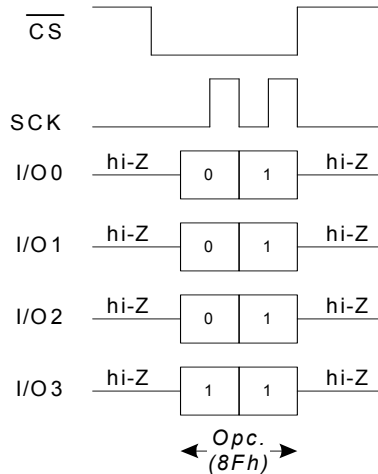 CS
SCK
hi-Z hi-Z
I/O0 0 1
hi-Z hi-Z
I/O1 0 1
hi-Z hi-Z
I/O2 0 1
hi-Z hi-Z
I/O3 1 1
Opc.
(8Fh)